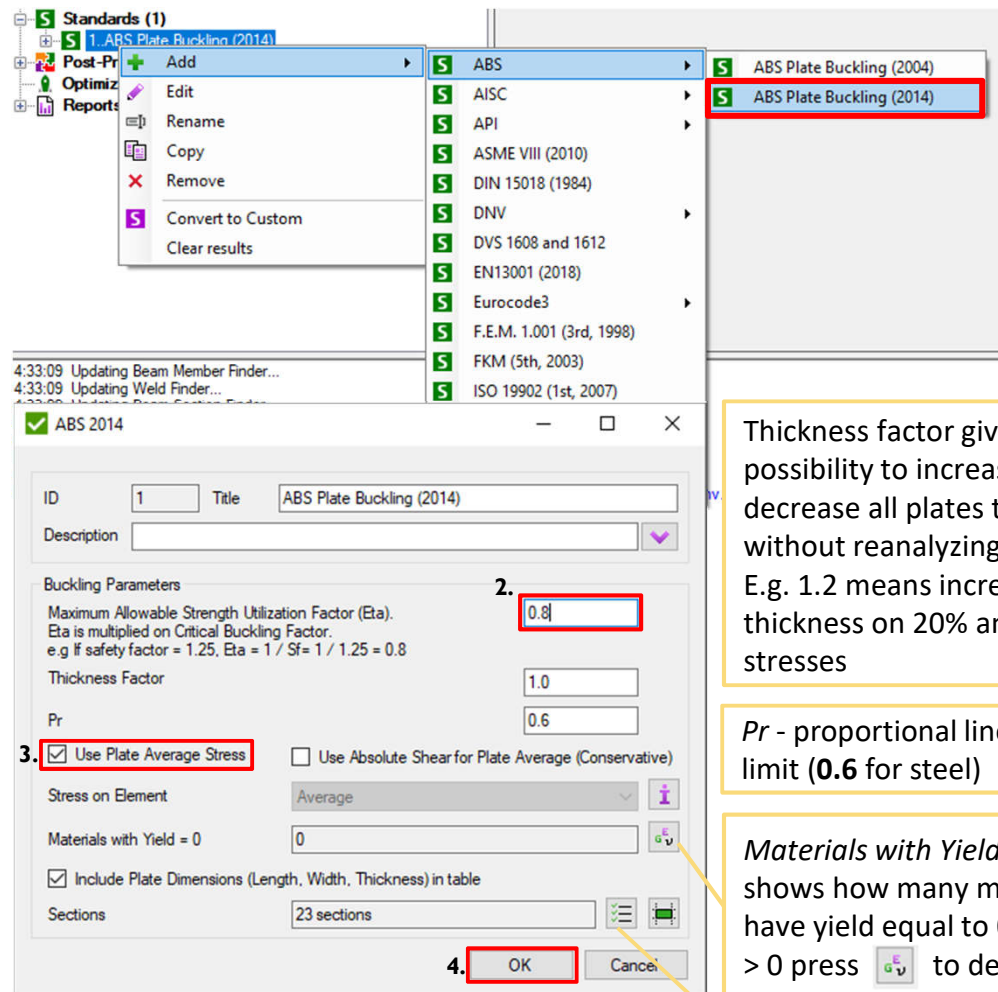 Standards (1)
1..ABS Plate Buckling (2014)
Post-Pr
Optimiz
Reports
Add
Edit
Rename
Copy
Remove
Convert to Custom
Clear results
ABS
AISC
API
ASME VIII (2010)
DIN 15018 (1984)
DNV
DVS 1608 and 1612
EN13001 (2018)
Eurocode3
F.E.M. 1.001 (3rd, 1998)
FKM (5th, 2003)
ISO 19902 (1st, 2007)
ABS Plate Buckling (2004)
ABS Plate Buckling (2014)
4:33:09 Updating Beam Member Finder...
4:33:09 Updating Weld Finder...
ABS 2014
ID 1 Title ABS Plate Buckling (2014)
Description
Buckling Parameters
2.
Maximum Allowable Strength Utilization Factor (Eta). 0.8
Eta is multiplied on Critical Buckling Factor.
e.g If safety factor = 1.25, Eta = 1 / Sf= 1 / 1.25 = 0.8
Thickness Factor 1.0
Pr 0.6
3. Use Plate Average Stress Use Absolute Shear for Plate Average (Conservative)
Stress on Element Average
Materials with Yield = 0 0
Include Plate Dimensions (Length, Width, Thickness) in table
Sections 23 sections
4. OK Cancel
Thickness factor giv
possibility to increas
decrease all plates t
without reanalyzing
E.g. 1.2 means incre
thickness on 20% ar
stresses
Pr - proportional line
limit (0.6 for steel)
Materials with Yield
shows how many m
have yield equal to
> 0 press to de